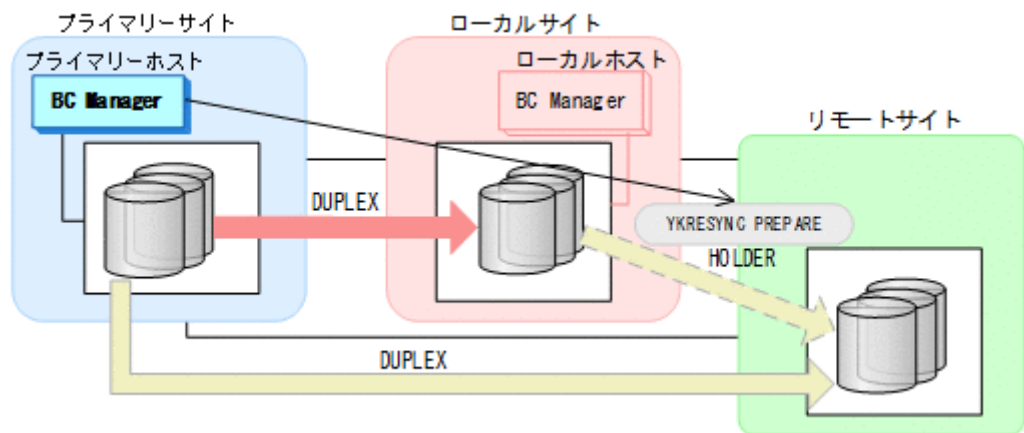 プライマリーサイト
ローカルサイト
プライマリーホスト
ローカルホスト
BC Manager
BC Manager
リモートサイト
DUPLEX
YKRESYNC PREPARE
HOLDER
DUPLEX